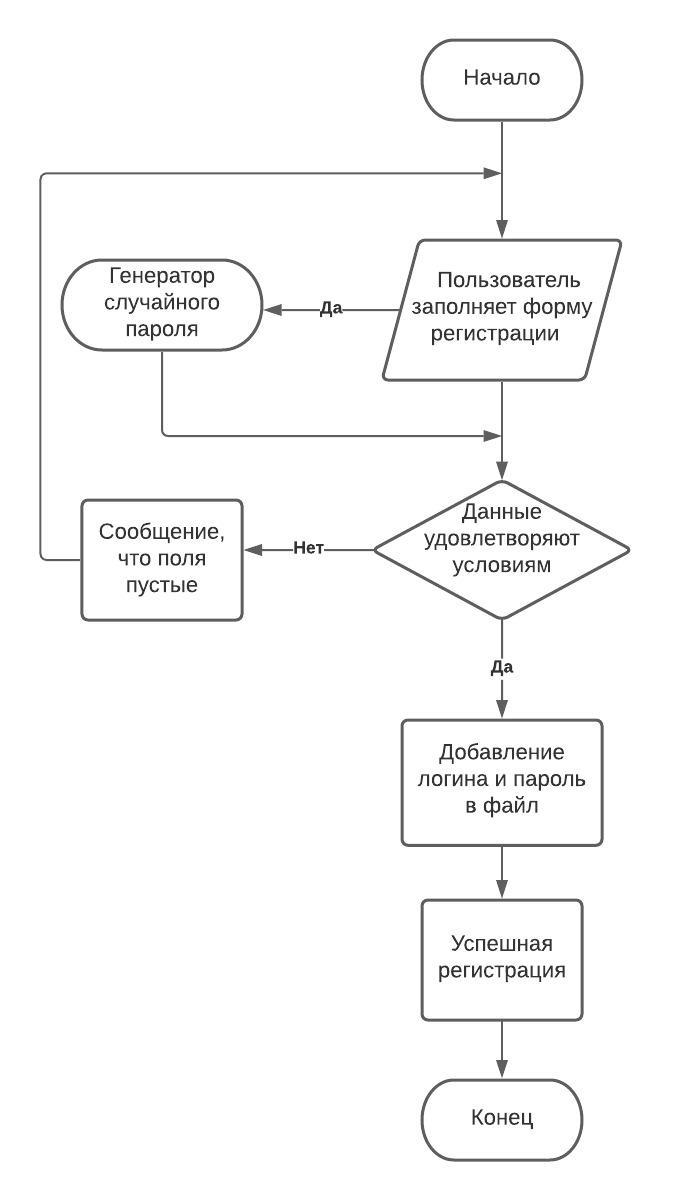 Начало
Генератор
случайного
пароля
Да
Пользователь
заполняет форму
регистрации
Данные
удовлетворяют
условиям
Нет
Сообщение,
что поля
пустые
Да
Добавление
логина и пароль
в файл
Успешная
регистрация
Конец